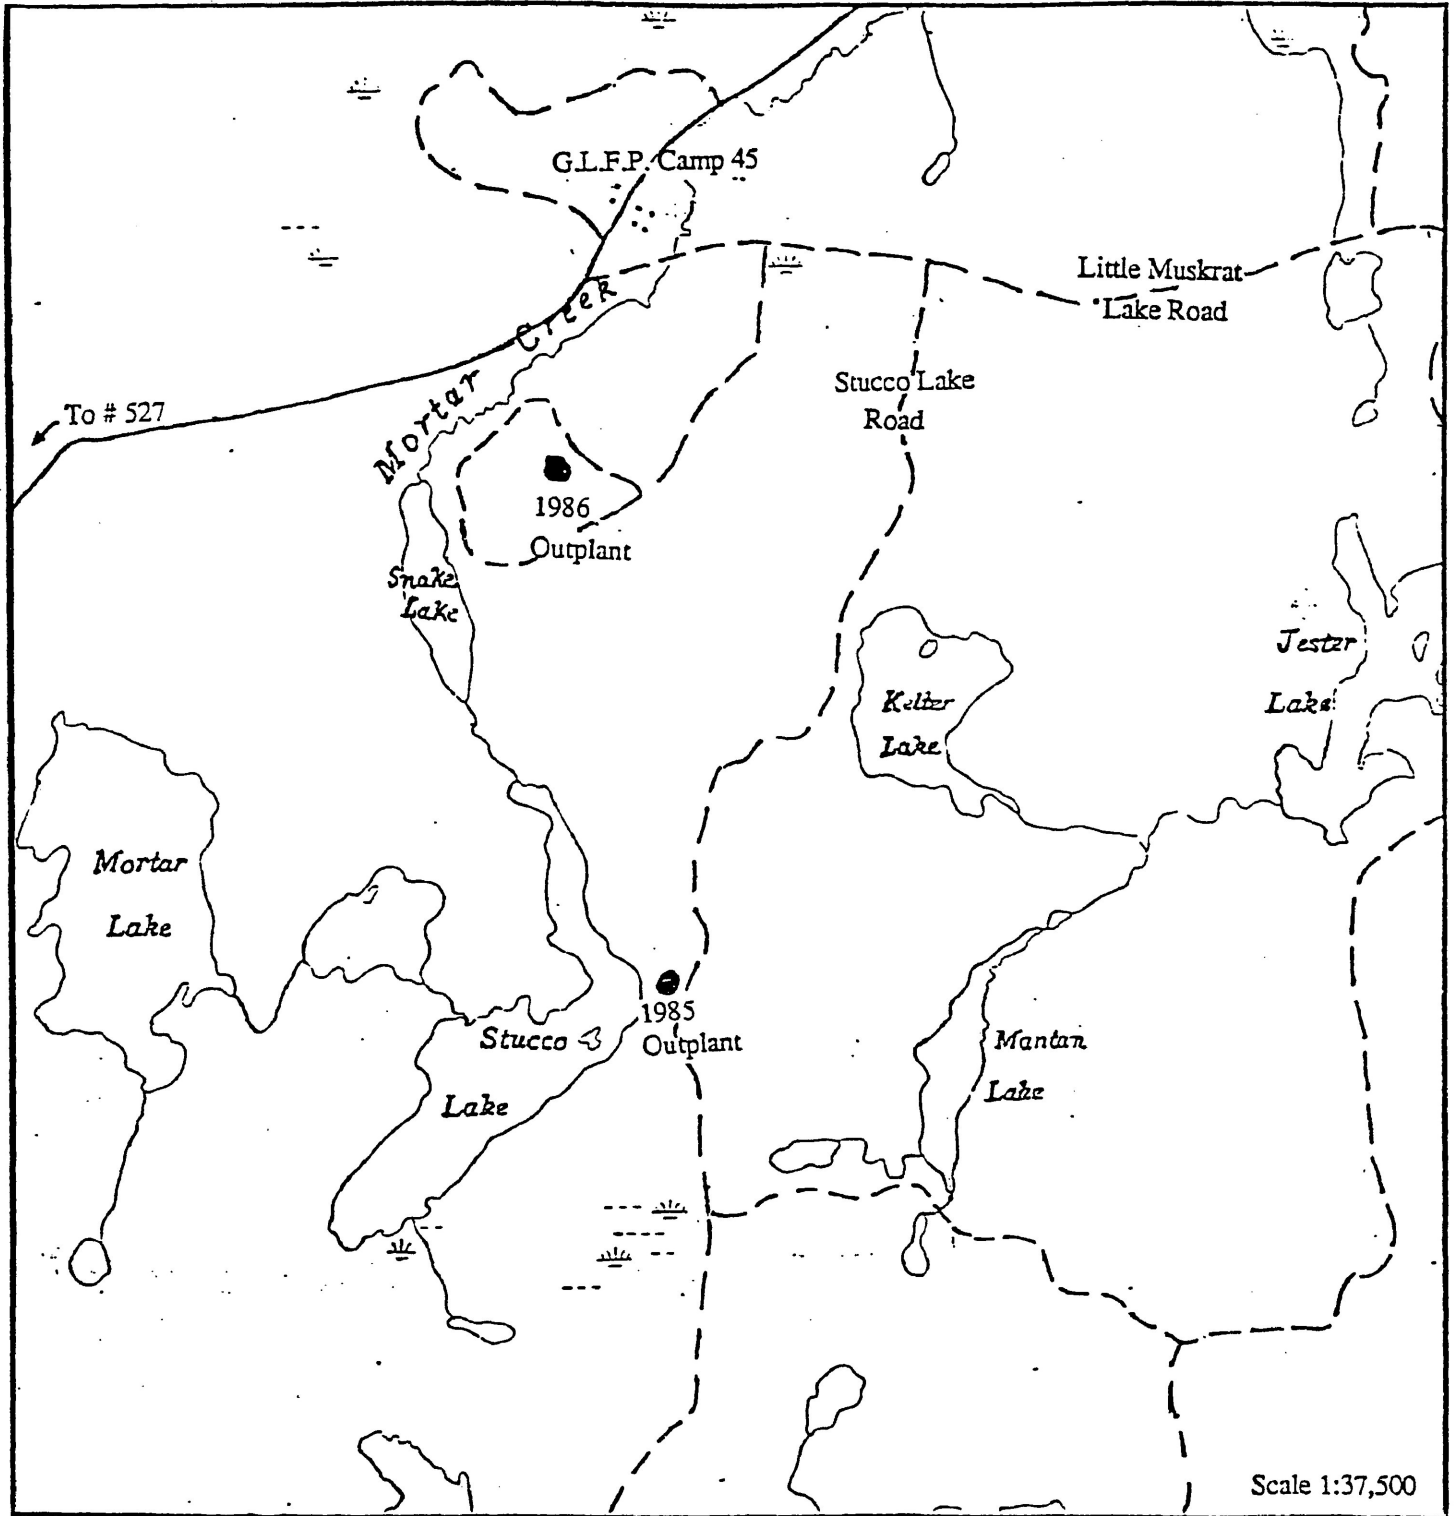 G.L.F.P. Camp 45
Little Muskrat
Lake Road
Mortar Creek
Stucco Lake
Road
To # 527
1986
Outplant
Snake
Lake
Jester
Lake
Kelter
Lake
Mortar
Lake
1985
Outplant
Stucco
Lake
Mantan
Lake
Scale 1:37,500